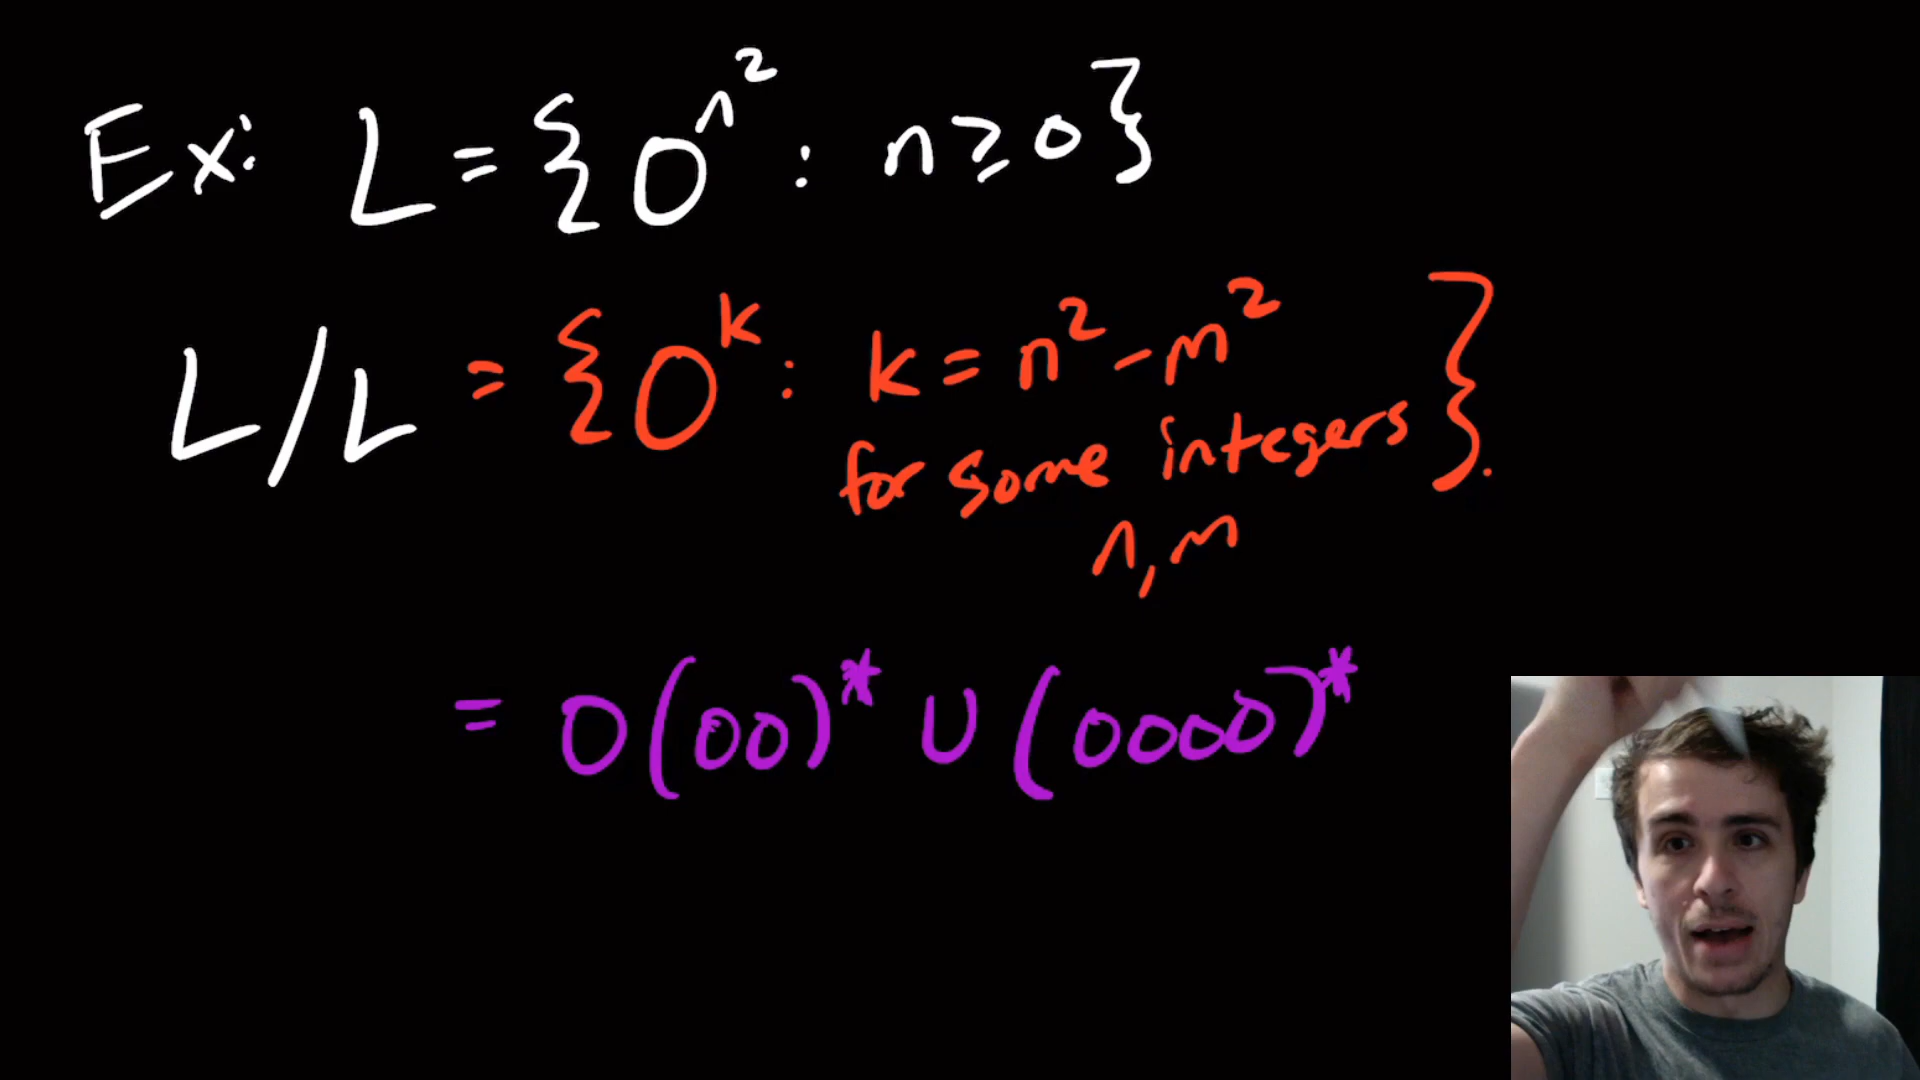 Ex: L = {0^n^2 : n ≥ 0}
L/L = {0^k : k = n^2 - m^2
for some integers }.
n, m
= 0(00)* ∪ (0000)*